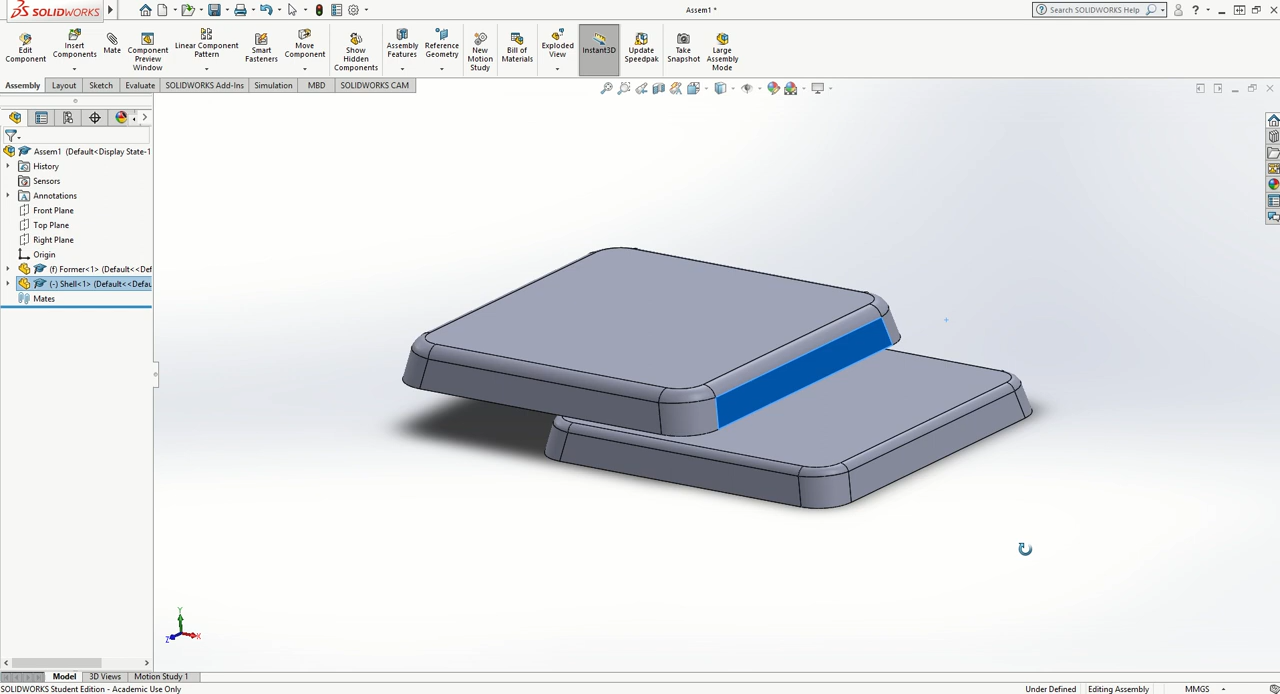 SOLIDWORKS
Assem1 *
Search SOLIDWORKS Help
?
Edit Component
Insert Components
Mate
Component Preview Window
Linear Component Pattern
Smart Fasteners
Move Component
Show Hidden Components
Assembly Features
Reference Geometry
New Motion Study
Bill of Materials
Exploded View
Instant3D
Update Speedpak
Take Snapshot
Large Assembly Mode
Assembly
Layout
Sketch
Evaluate
SOLIDWORKS Add-Ins
Simulation
MBD
SOLIDWORKS CAM
Assem1 (Default<Display State-1
History
Sensors
A Annotations
Front Plane
Top Plane
Right Plane
Origin
(f) Former<1> (Default<<Def
(-) Shell<1> (Default<<Defau
Mates
Y
Z X
Model
3D Views
Motion Study 1
SOLIDWORKS Student Edition - Academic Use Only
Under Defined
Editing Assembly
MMGS